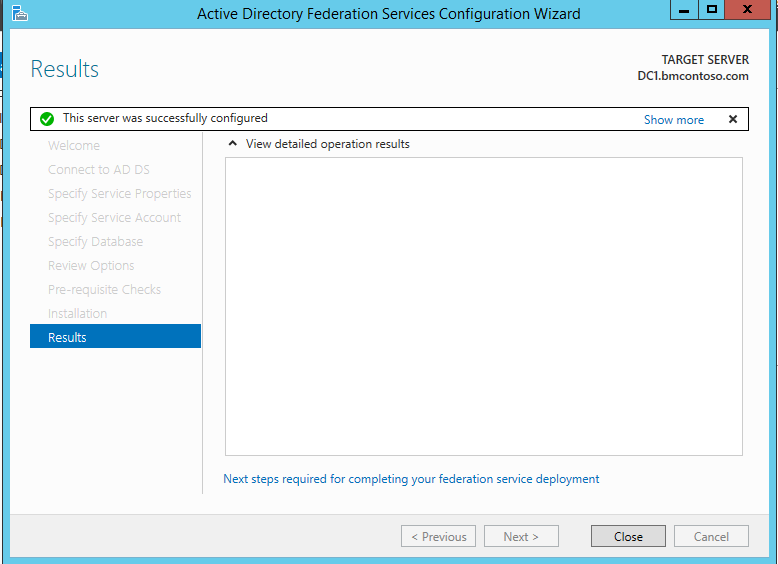 Active Directory Federation Services Configuration Wizard
Results
TARGET SERVER
DC1.bmcontoso.com
This server was successfully configured
Show more
Welcome
Connect to AD DS
Specify Service Properties
Specify Service Account
Specify Database
Review Options
Pre-requisite Checks
Installation
Results
View detailed operation results
Next steps required for completing your federation service deployment
< Previous
Next >
Close
Cancel